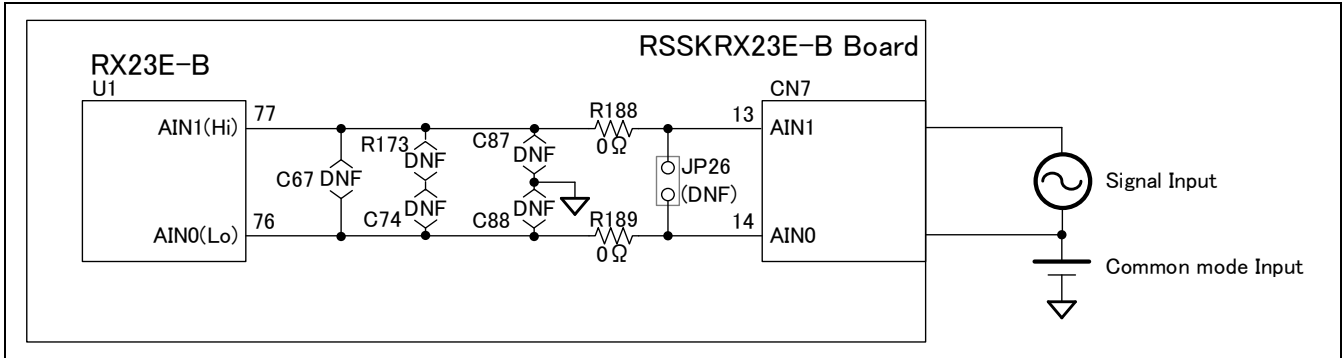 RSSKRX23E-B Board
RX23E-B
U1
CN7
AIN1(Hi)
77
R188
0Ω
13
AIN1
C67
DNF
R173
DNF
C87
DNF
JP26
(DNF)
Signal Input
C74
DNF
C88
DNF
AIN0(Lo)
76
R189
0Ω
14
AIN0
Common mode Input